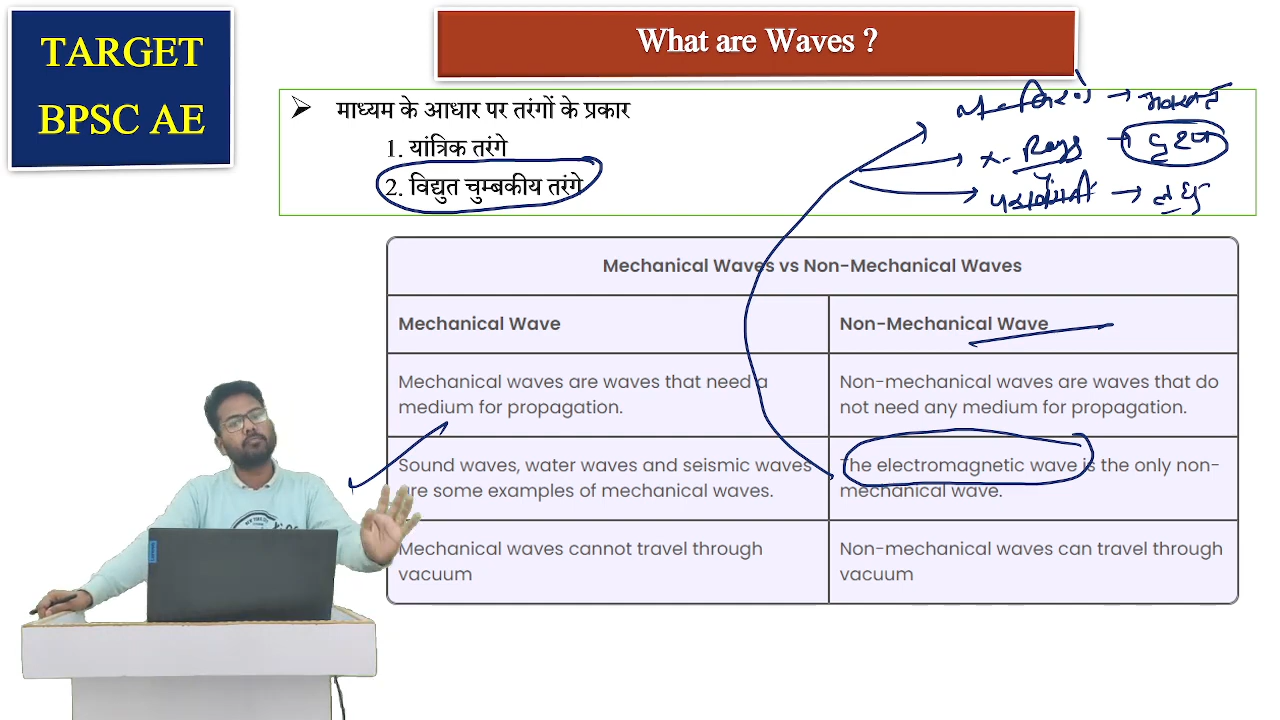 TARGET
BPSC AE
What are Waves ?
➢ माध्यम के आधार पर तरंगों के प्रकार
1. यांत्रिक तरंगे
2. विद्युत चुम्बकीय तरंगे
x-Rays →
Mechanical Waves vs Non-Mechanical Waves
Mechanical Wave
Non-Mechanical Wave
Mechanical waves are waves that need a
medium for propagation.
Non-mechanical waves are waves that do
not need any medium for propagation.
Sound waves, water waves and seismic waves
are some examples of mechanical waves.
The electromagnetic wave is the only non-
mechanical wave.
Mechanical waves cannot travel through
vacuum
Non-mechanical waves can travel through
vacuum